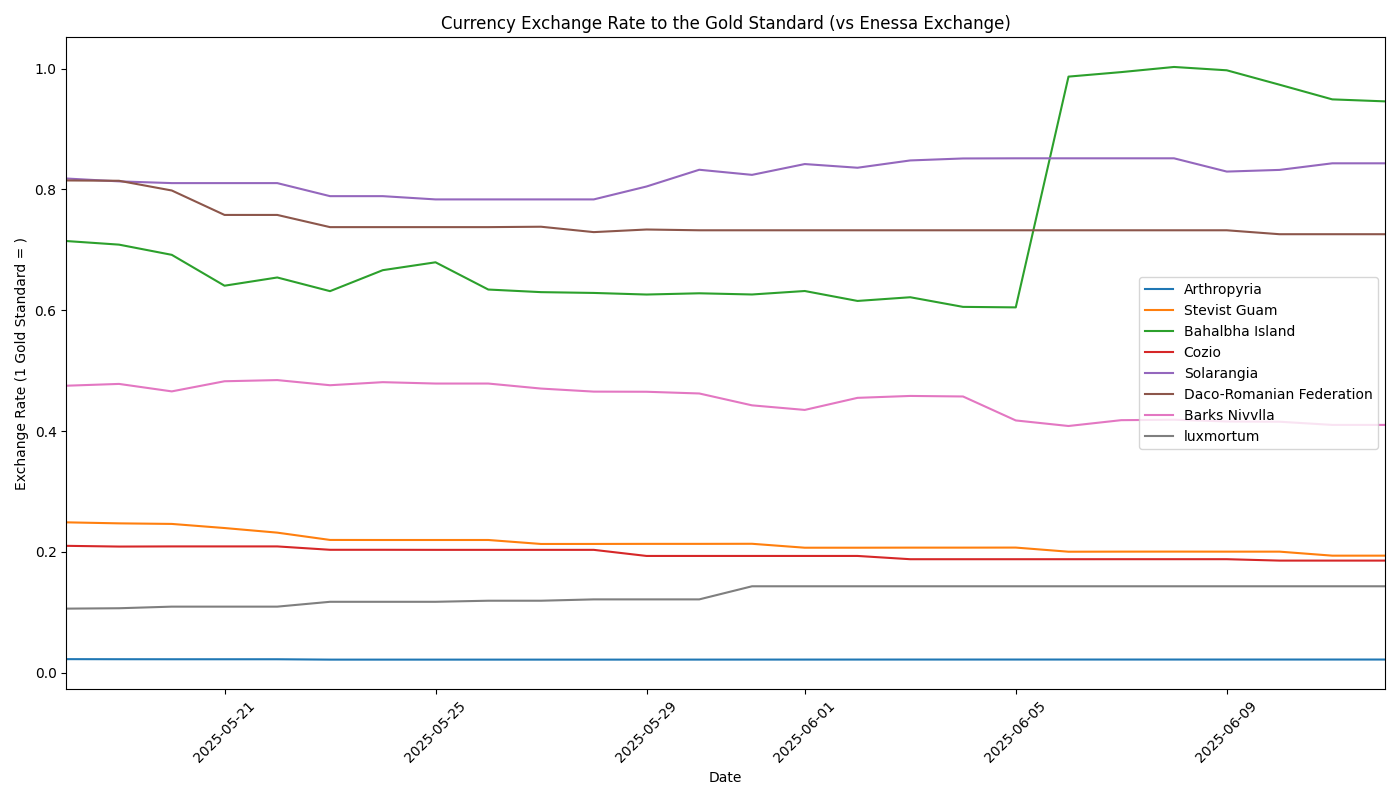 Currency Exchange Rate to the Gold Standard (vs Enessa Exchange)
Exchange Rate (1 Gold Standard = )
1.0
0.8
0.6
0.4
0.2
0.0
Arthropyria
Stevist Guam
Bahalbha Island
Cozio
Solarangia
Daco-Romanian Federation
Barks Nivvlla
luxmortum
2025-05-21
2025-05-25
2025-05-29
2025-06-01
2025-06-05
2025-06-09
Date